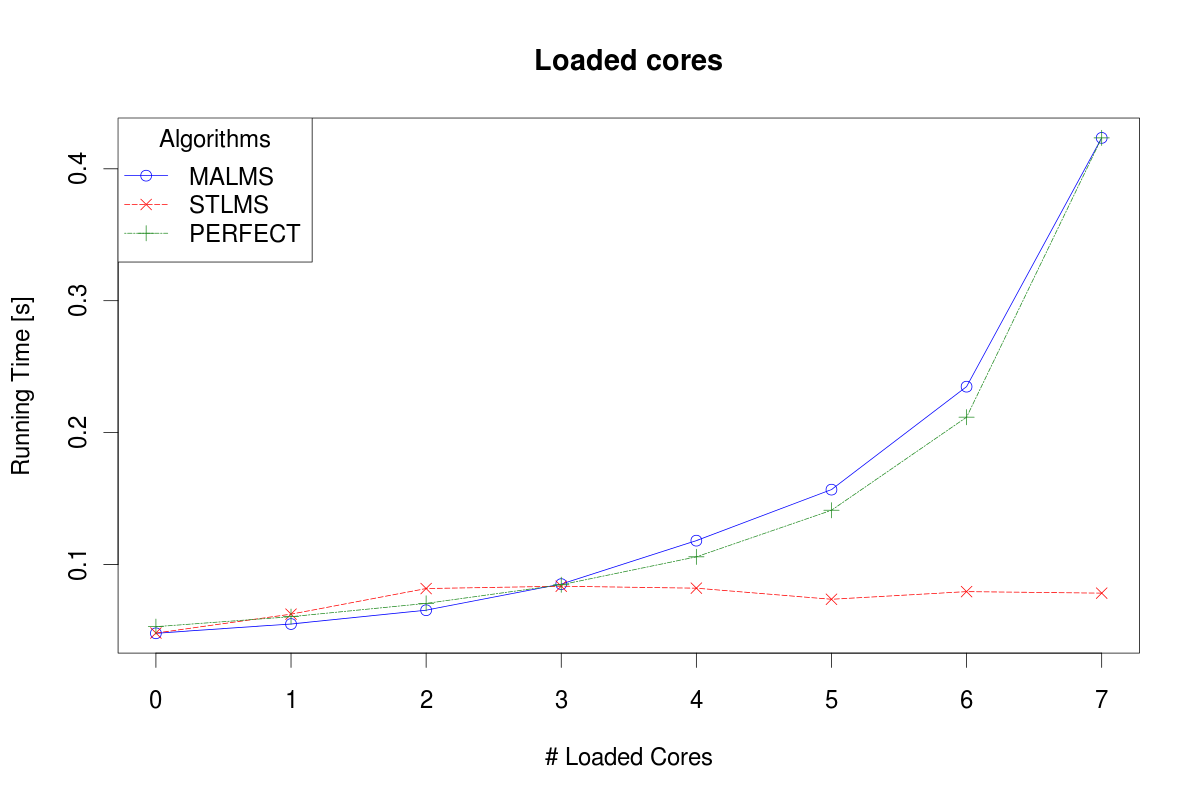 Loaded cores
Algorithms
MALMS
STLMS
PERFECT
Running Time [s]
0.4
0.3
0.2
0.1
0 1 2 3 4 5 6 7
# Loaded Cores